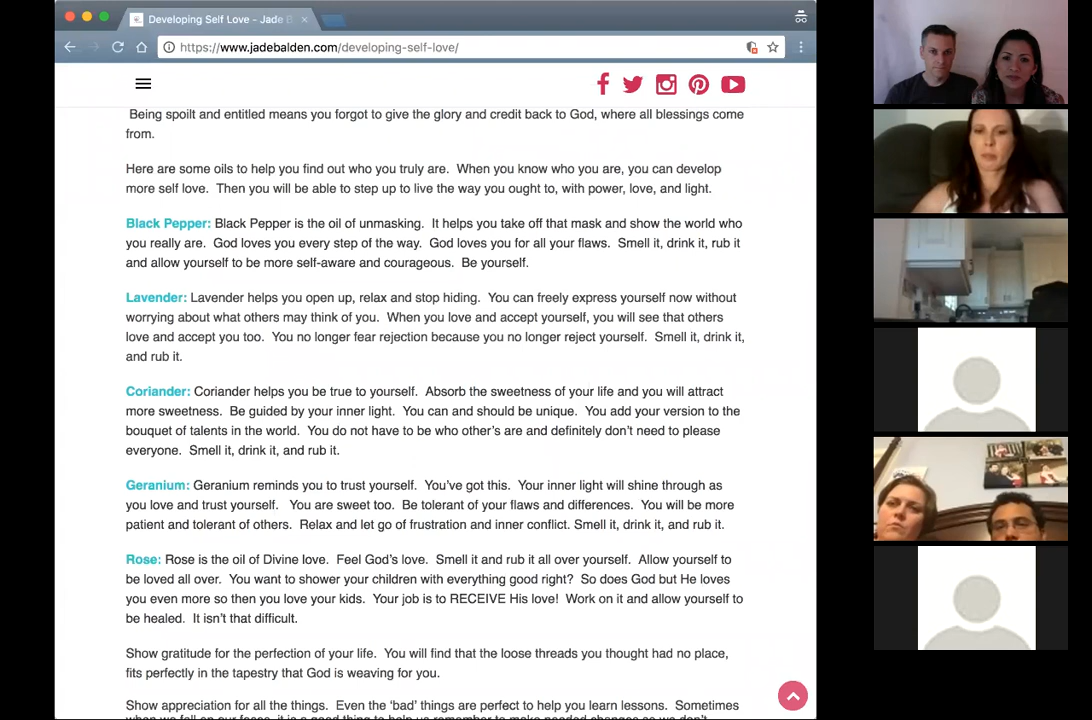 Developing Self Love - Jade B
https://www.jadebalden.com/developing-self-love/
Being spoilt and entitled means you forgot to give the glory and credit back to God, where all blessings come
from.
Here are some oils to help you find out who you truly are. When you know who you are, you can develop
more self love. Then you will be able to step up to live the way you ought to, with power, love, and light.
Black Pepper: Black Pepper is the oil of unmasking. It helps you take off that mask and show the world who
you really are. God loves you every step of the way. God loves you for all your flaws. Smell it, drink it, rub it
and allow yourself to be more self-aware and courageous. Be yourself.
Lavender: Lavender helps you open up, relax and stop hiding. You can freely express yourself now without
worrying about what others may think of you. When you love and accept yourself, you will see that others
love and accept you too. You no longer fear rejection because you no longer reject yourself. Smell it, drink it,
and rub it.
Coriander: Coriander helps you be true to yourself. Absorb the sweetness of your life and you will attract
more sweetness. Be guided by your inner light. You can and should be unique. You add your version to the
bouquet of talents in the world. You do not have to be who other's are and definitely don't need to please
everyone. Smell it, drink it, and rub it.
Geranium: Geranium reminds you to trust yourself. You've got this. Your inner light will shine through as
you love and trust yourself. You are sweet too. Be tolerant of your flaws and differences. You will be more
patient and tolerant of others. Relax and let go of frustration and inner conflict. Smell it, drink it, and rub it.
Rose: Rose is the oil of Divine love. Feel God's love. Smell it and rub it all over yourself. Allow yourself to
be loved all over. You want to shower your children with everything good right? So does God but He loves
you even more so then you love your kids. Your job is to RECEIVE His love! Work on it and allow yourself to
be healed. It isn't that difficult.
Show gratitude for the perfection of your life. You will find that the loose threads you thought had no place,
fits perfectly in the tapestry that God is weaving for you.
Show appreciation for all the things. Even the 'bad' things are perfect to help you learn lessons. Sometimes
when we fall on our faces, it is a good thing to help us remember to make needed changes so we don't